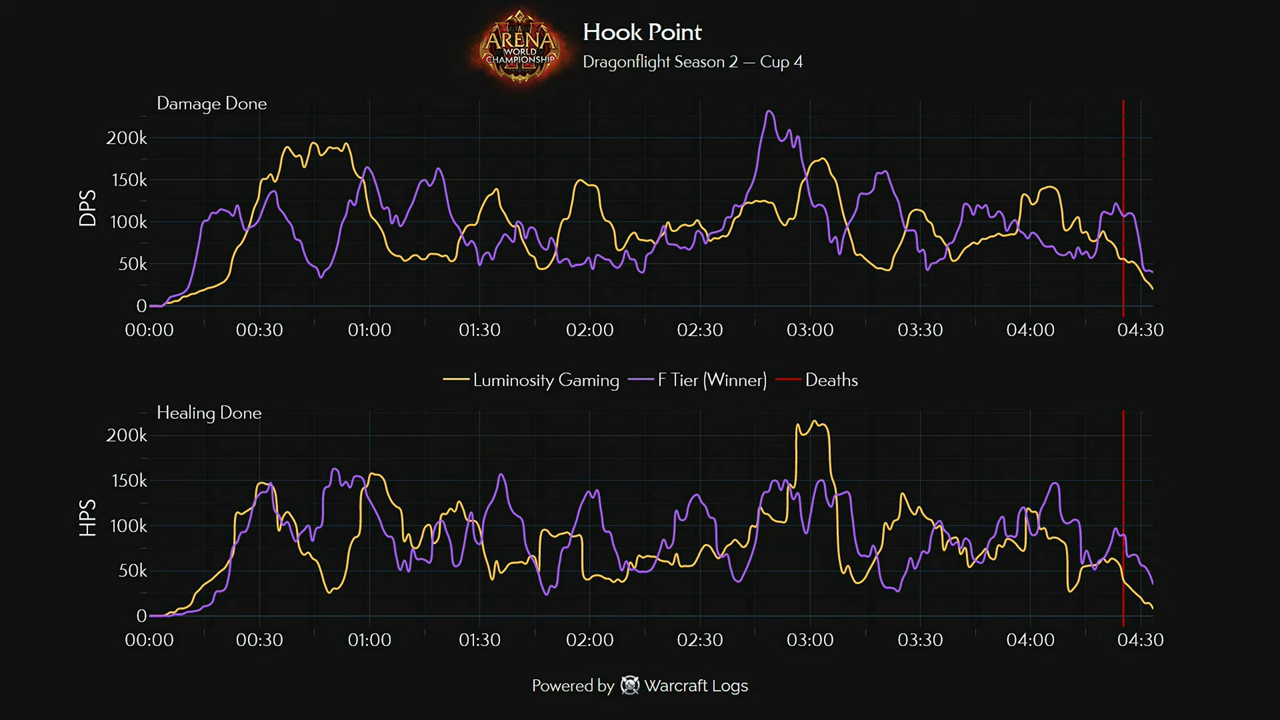 ARENA
WORLD
CHAMPIONSHIP
Hook Point
Dragonflight Season 2 — Cup 4
Damage Done
DPS
200k
150k
100k
50k
0
00:00 00:30 01:00 01:30 02:00 02:30 03:00 03:30 04:00 04:30
Luminosity Gaming F Tier (Winner) Deaths
Healing Done
HPS
200k
150k
100k
50k
0
00:00 00:30 01:00 01:30 02:00 02:30 03:00 03:30 04:00 04:30
Powered by Warcraft Logs